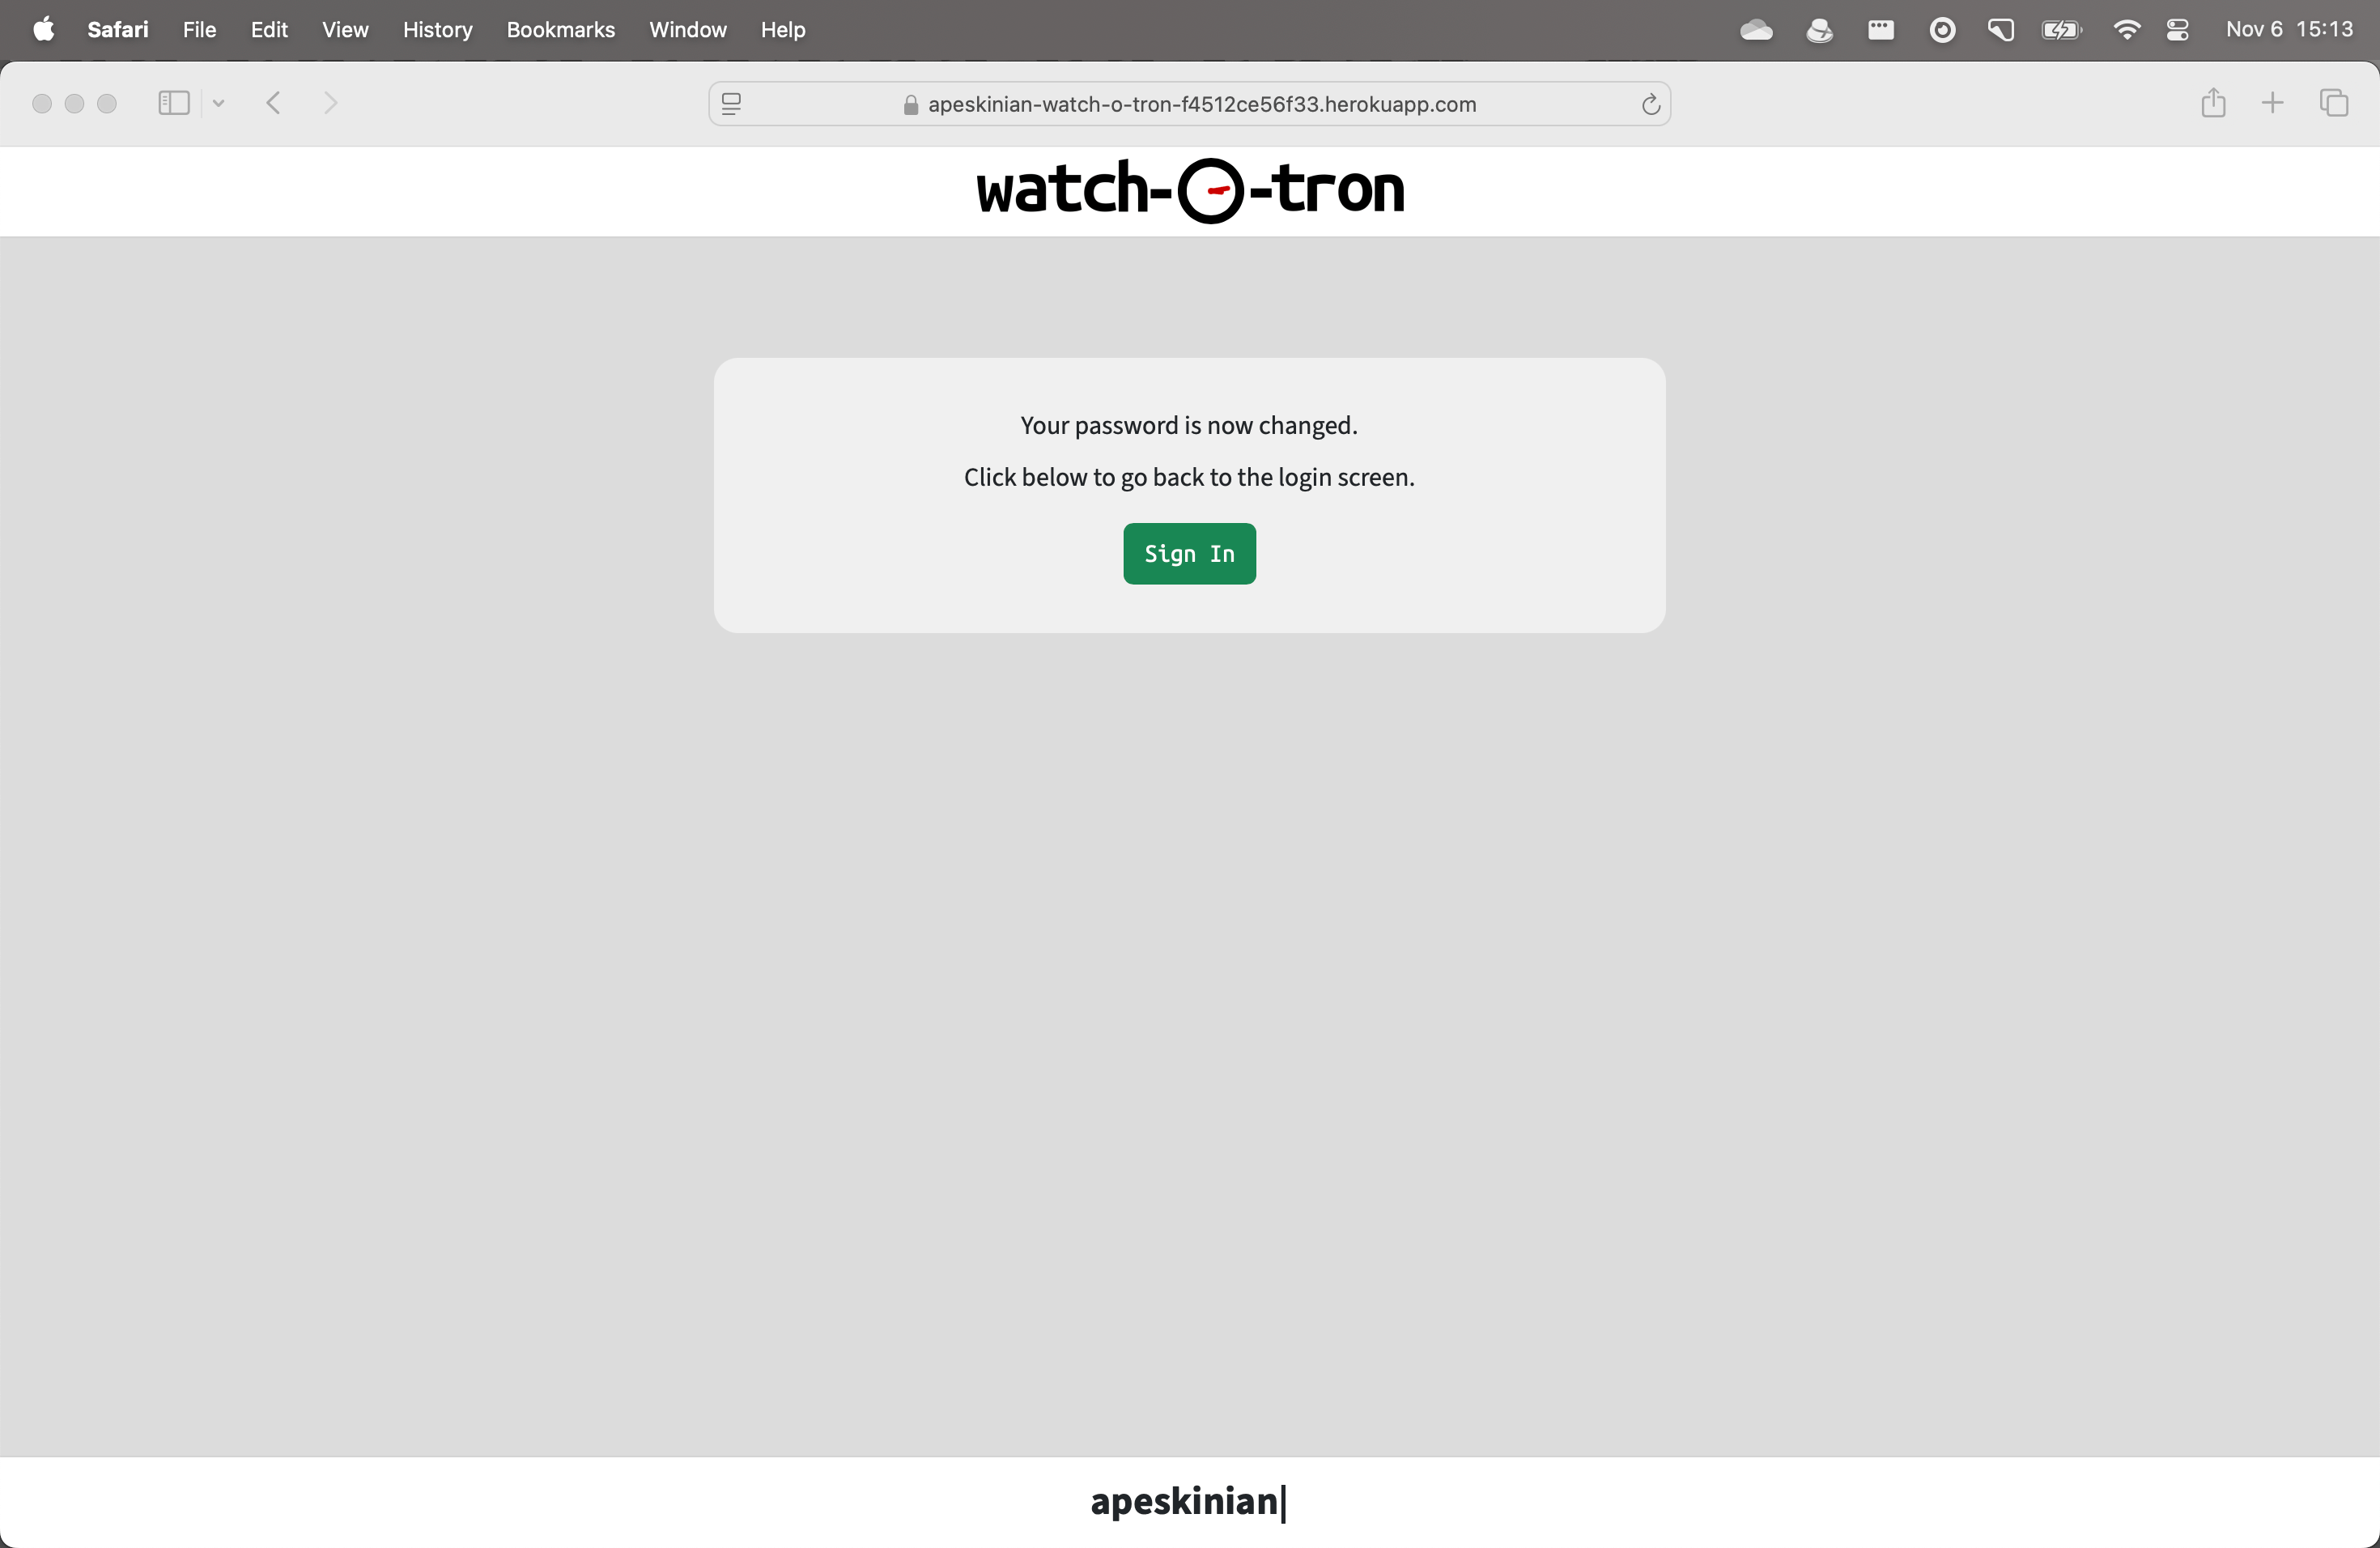 Safari File Edit View History Bookmarks Window Help Nov 6 15:13
apeskinian-watch-o-tron-f4512ce56f33.herokuapp.com
watch-o-tron
Your password is now changed.
Click below to go back to the login screen.
Sign In
apeskinian|